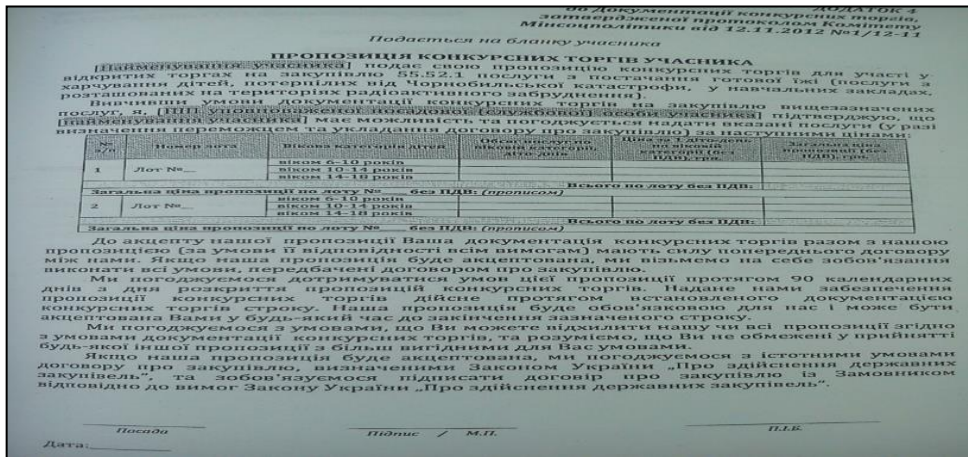 ДОДАТОК 4
до Документації конкурсних торгів,
затвердженої протоколом Комітету
Мінсоцполітики від 12.11.2012 №1/12-11
Подається на бланку учасника
ПРОПОЗИЦІЯ КОНКУРСНИХ ТОРГІВ УЧАСНИКА
[Найменування учасника] подає свою пропозицію конкурсних торгів для участі у
відкритих торгах на закупівлю 55.52.1 послуги з постачання готової їжі (послуги з
харчування дітей, потерпілих від Чорнобильської катастрофи, у навчальних закладах,
розташованих на територіях радіоактивного забруднення).
Вивчивши умови документації конкурсних торгів на закупівлю вищезазначених
послуг, [ПІП уповноваженої посадової (службової) особи учасника] підтверджую, що
[найменування учасника] має можливість та погоджується надати вказані послуги (у разі
визначення переможцем та укладання договору про закупівлю) за наступними цінами:
№ з/п Номер лота Вікова категорія дітей
Загальна ціна пропозиції (без ПДВ), грн.
1 Лот №__ віком 6-10 років
віком 10-14 років
віком 14-18 років
Всього по лоту без ПДВ:
Загальна ціна пропозиції по лоту №___ без ПДВ: (прописом)
2 Лот №__ віком 6-10 років
віком 10-14 років
віком 14-18 років
Всього по лоту без ПДВ:
Загальна ціна пропозиції по лоту №___ без ПДВ: (прописом)
До акцепту нашої пропозиції Ваша документація конкурсних торгів разом з нашою
пропозицією (за умови її відповідності всім вимогам) мають силу попереднього договору
між нами. Якщо наша пропозиція буде акцептована, ми візьмемо на себе зобов'язання
виконати всі умови, передбачені договором про закупівлю.
Ми погоджуємося дотримуватися умов цієї пропозиції протягом 90 календарних
днів з дня розкриття пропозицій конкурсних торгів. Надане нами забезпечення
пропозиції конкурсних торгів дійсне протягом встановленого документацією
конкурсних торгів строку. Наша пропозиція буде обов'язковою для нас і може бути
акцептована Вами у будь-який час до закінчення зазначеного строку.
Ми погоджуємося з умовами, що Ви можете відхилити нашу чи всі пропозиції згідно
з умовами документації конкурсних торгів, та розуміємо, що Ви не обмежені у прийнятті
будь-якої іншої пропозиції з більш вигідними для Вас умовами.
Якщо наша пропозиція буде акцептована, ми погоджуємося з істотними умовами
договору про закупівлю, визначеними Законом України „Про здійснення державних
закупівель", та зобов'язуємося підписати договір про закупівлю із Замовником
відповідно до вимог Закону України „Про здійснення державних закупівель".
Посада Підпис / М.П. П.І.Б.
Дата:________